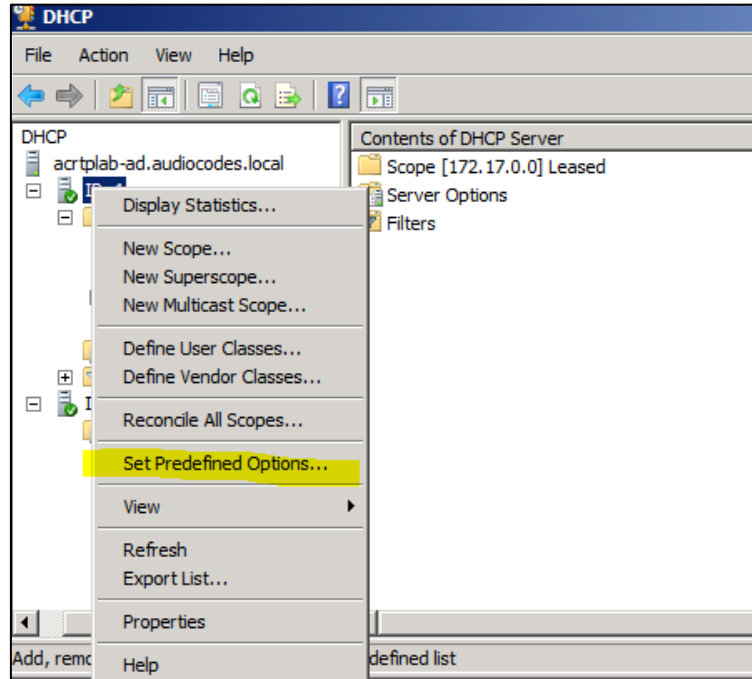 DHCP
File Action View Help
DHCP
acrtplab-ad.audiocodes.local
Contents of DHCP Server
Scope [172.17.0.0] Leased
Server Options
Filters
Display Statistics...
New Scope...
New Superscope...
New Multicast Scope...
Define User Classes...
Define Vendor Classes...
Reconcile All Scopes...
Set Predefined Options...
View
Refresh
Export List...
Properties
Help
Add, remo
defined list